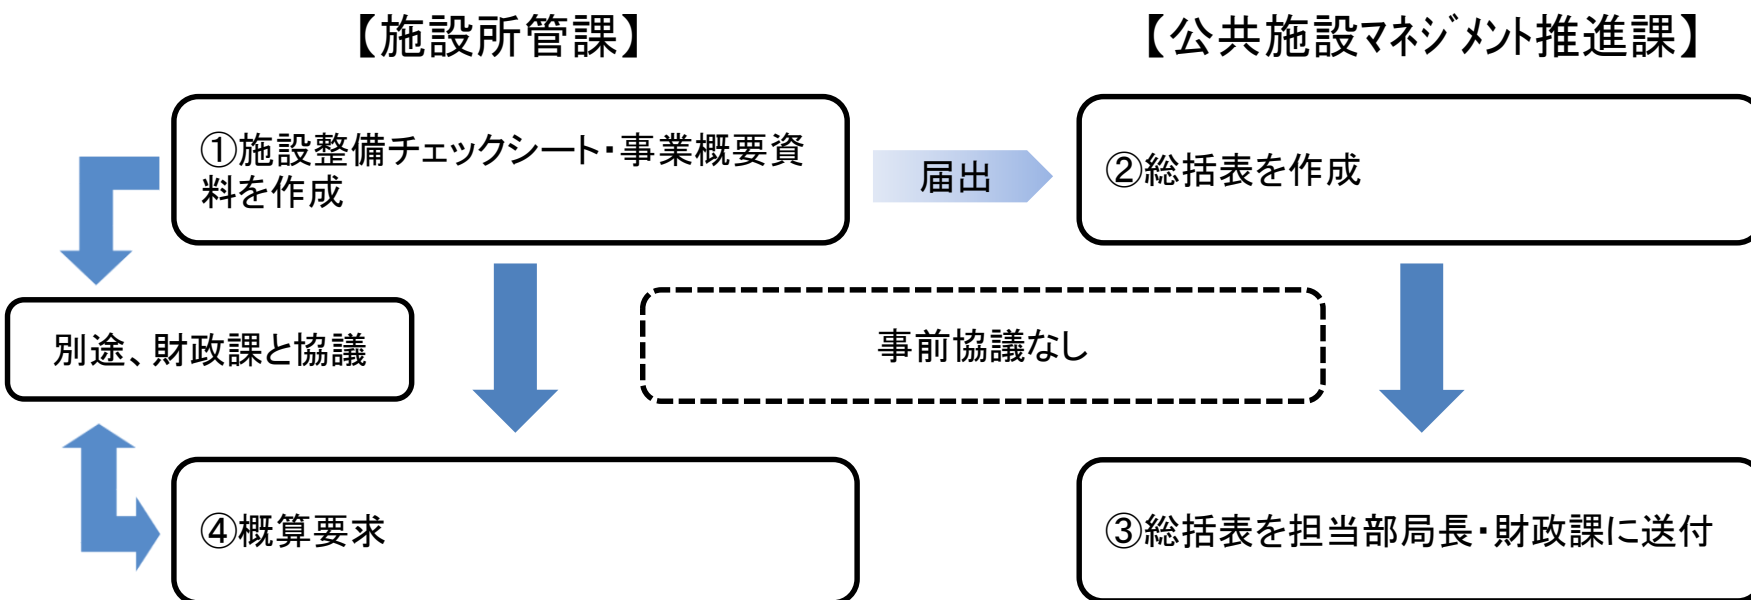 【施設所管課】
【公共施設ﾏﾈｼﾞﾒﾝﾄ推進課】
①施設整備チェックシート・事業概要資
料を作成
届出
②総括表を作成
別途、財政課と協議
事前協議なし
④概算要求
③総括表を担当部局長・財政課に送付